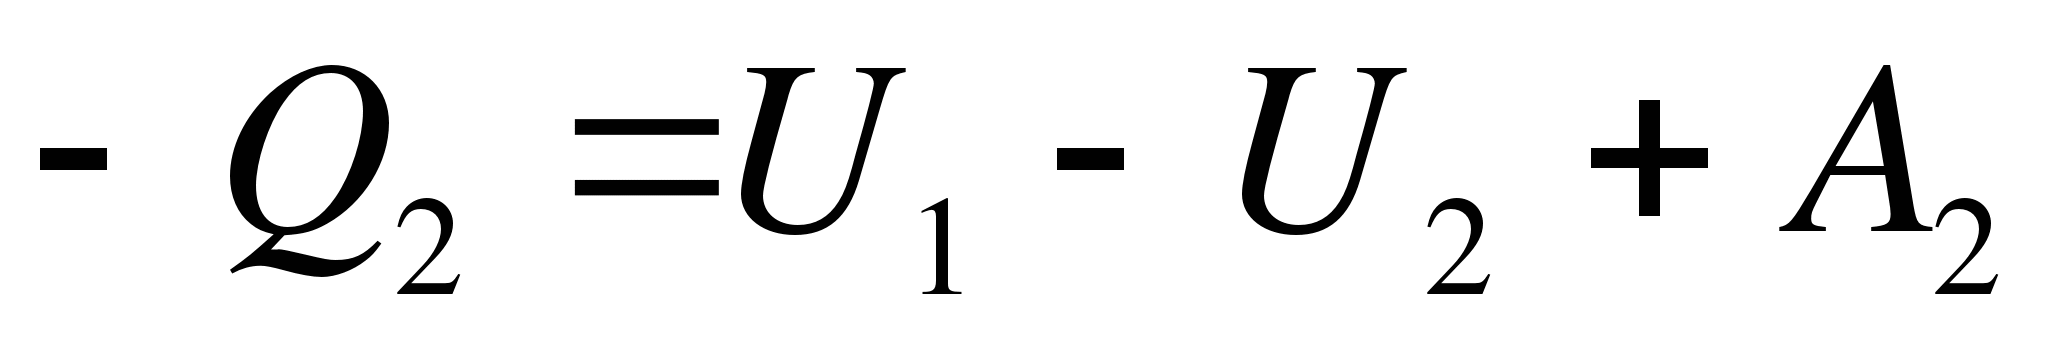 - Q₂ = U₁ - U₂ + A₂